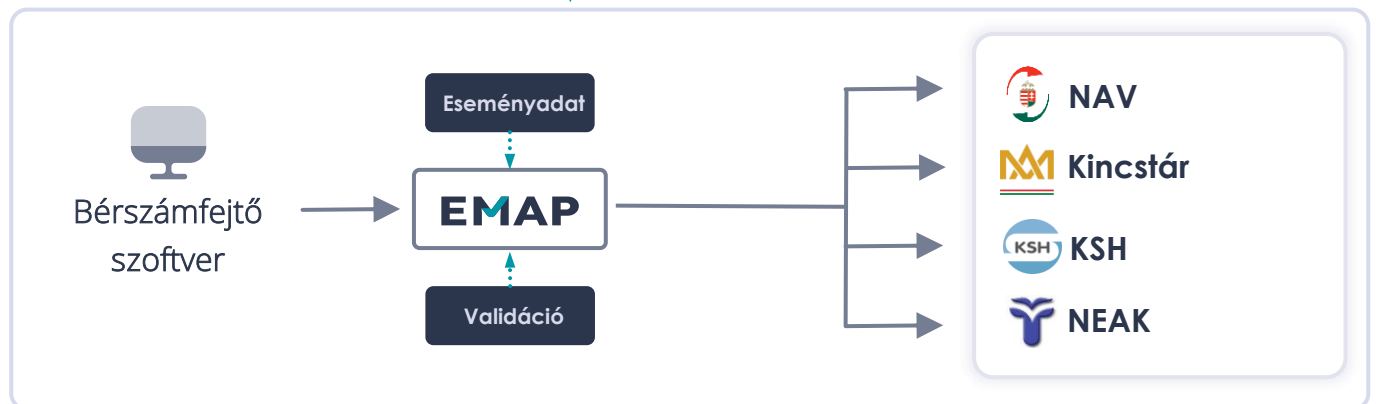 Bérszámfejtő
szoftver
Eseményadat
EMAP
Validáció
NAV
Kincstár
KSH KSH
NEAK